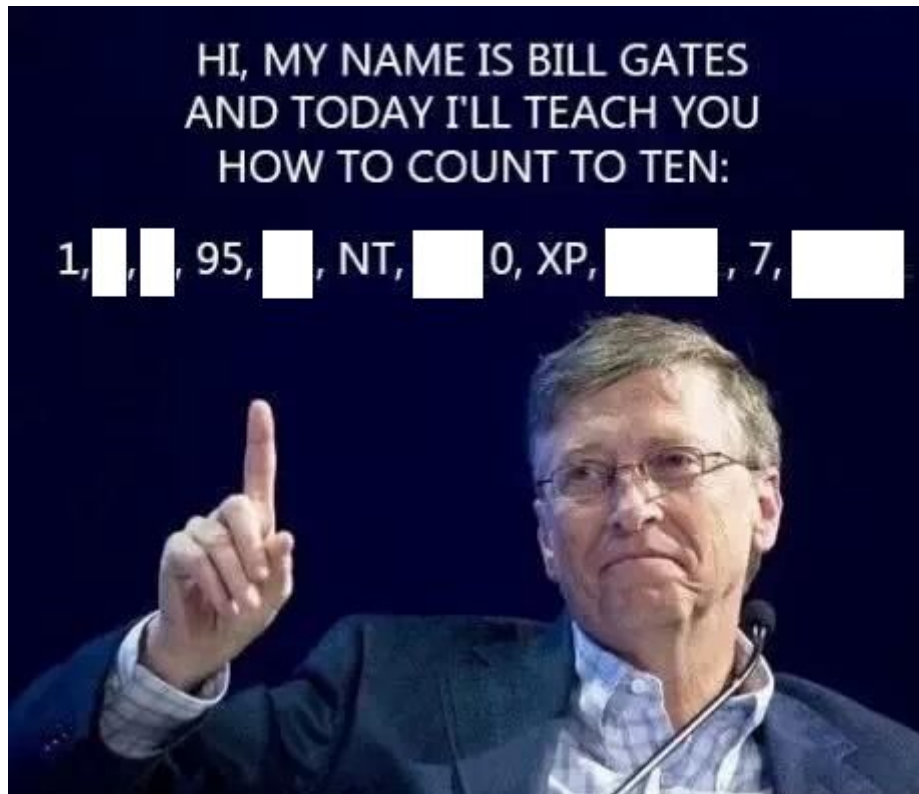 HI, MY NAME IS BILL GATES
AND TODAY I'LL TEACH YOU
HOW TO COUNT TO TEN:
1, , , 95, , NT, 0, XP, , 7,